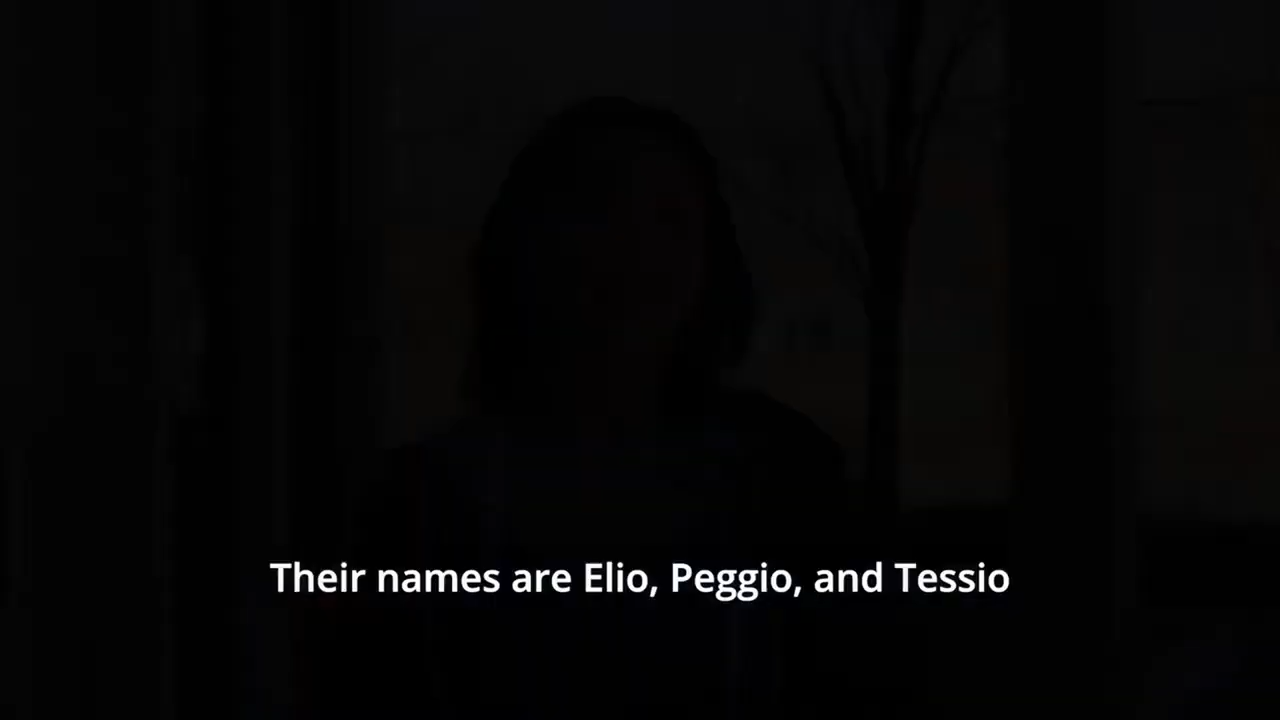 Their names are Elio, Peggio, and Tessio